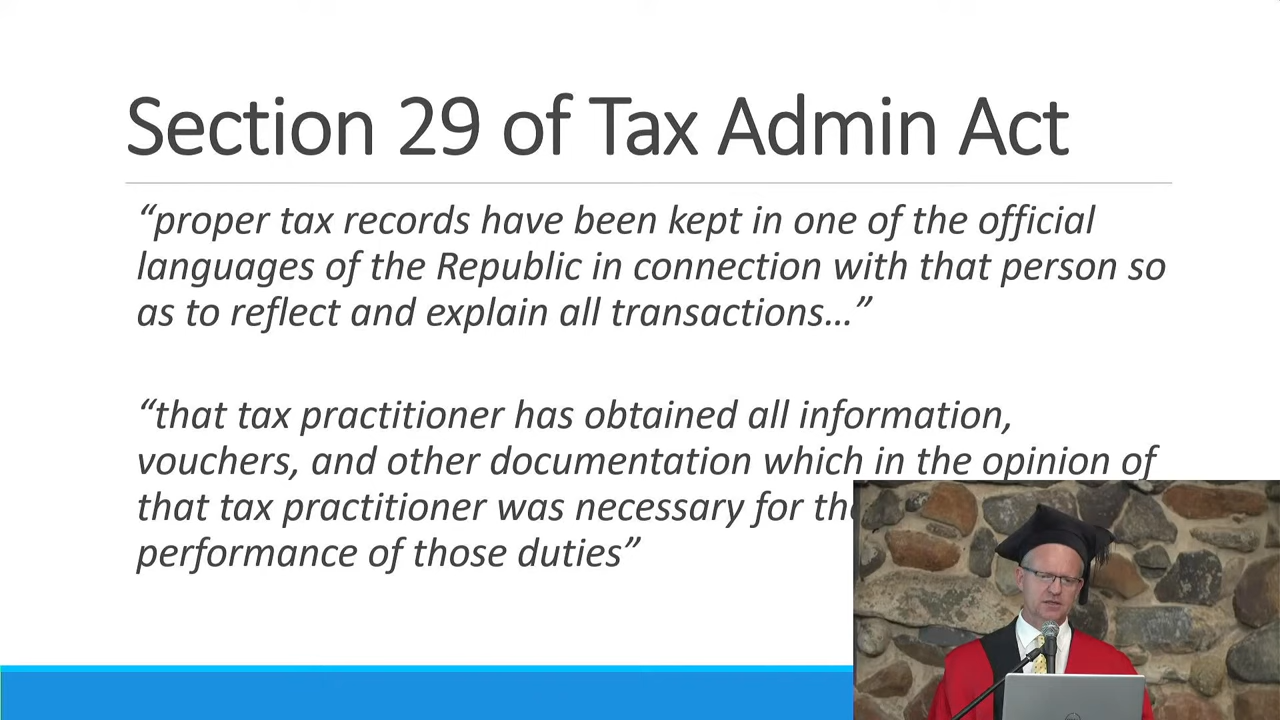 Section 29 of Tax Admin Act
“proper tax records have been kept in one of the official
languages of the Republic in connection with that person so
as to reflect and explain all transactions…”
“that tax practitioner has obtained all information,
vouchers, and other documentation which in the opinion of
that tax practitioner was necessary for
performance of those duties”